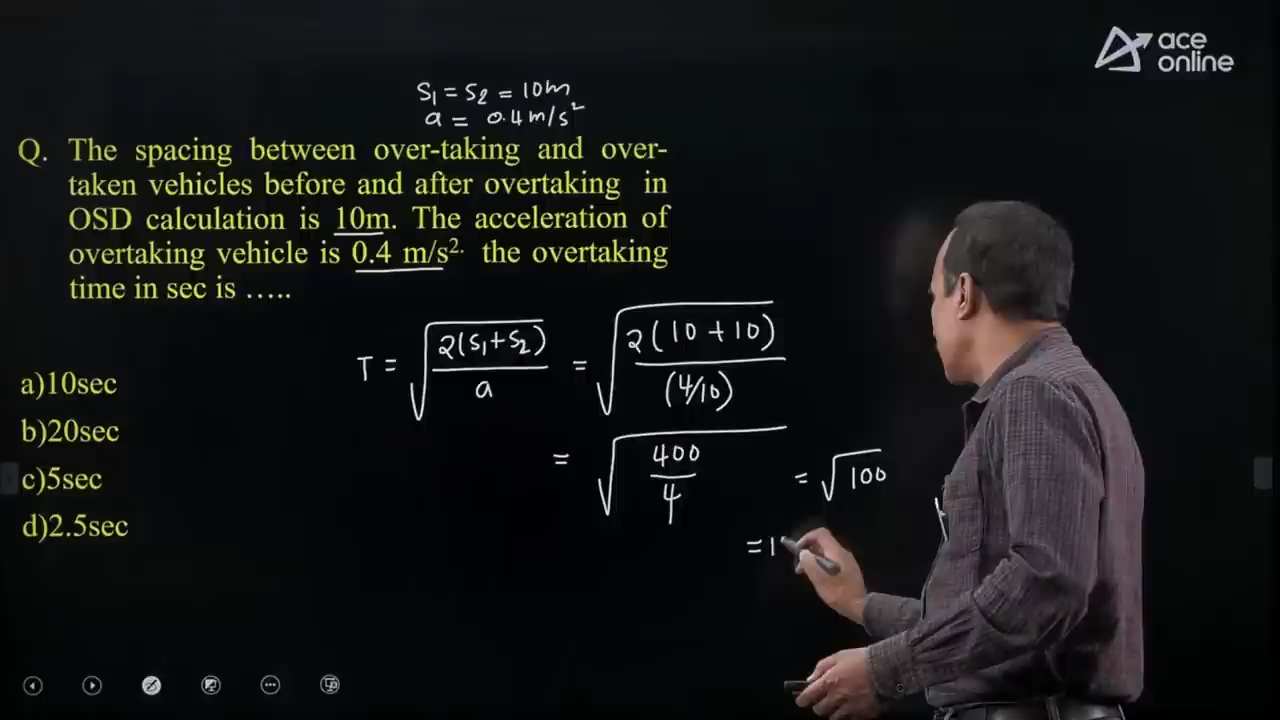 ace
online
S₁ = S₂ = 10m
a = 0.4 m/s²
Q. The spacing between over-taking and over-
taken vehicles before and after overtaking in
OSD calculation is 10m. The acceleration of
overtaking vehicle is 0.4 m/s². the overtaking
time in sec is …..
T = √(2(S₁+S₂)/a) = √(2(10+10)/(4/10))
= √(400/4) = √100
= 1
a)10sec
b)20sec
c)5sec
d)2.5sec